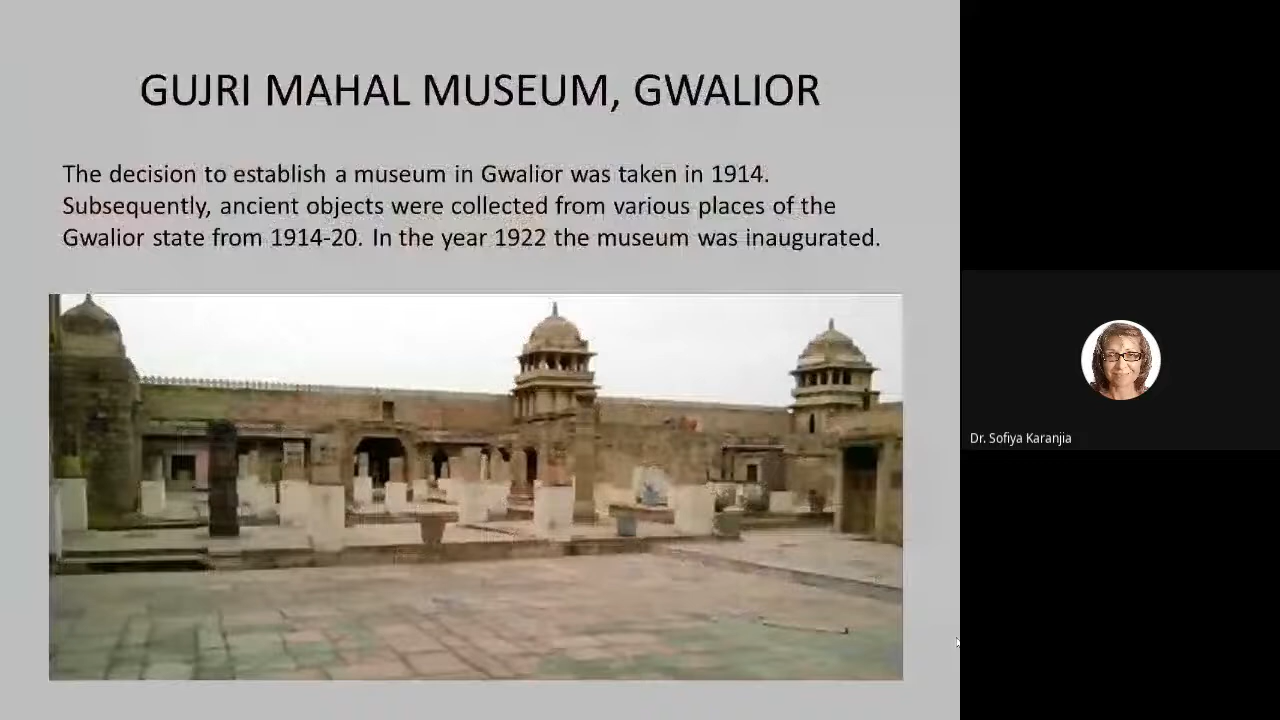 GUJRI MAHAL MUSEUM, GWALIOR
The decision to establish a museum in Gwalior was taken in 1914.
Subsequently, ancient objects were collected from various places of the
Gwalior state from 1914-20. In the year 1922 the museum was inaugurated.
Dr. Sofiya Karanjia